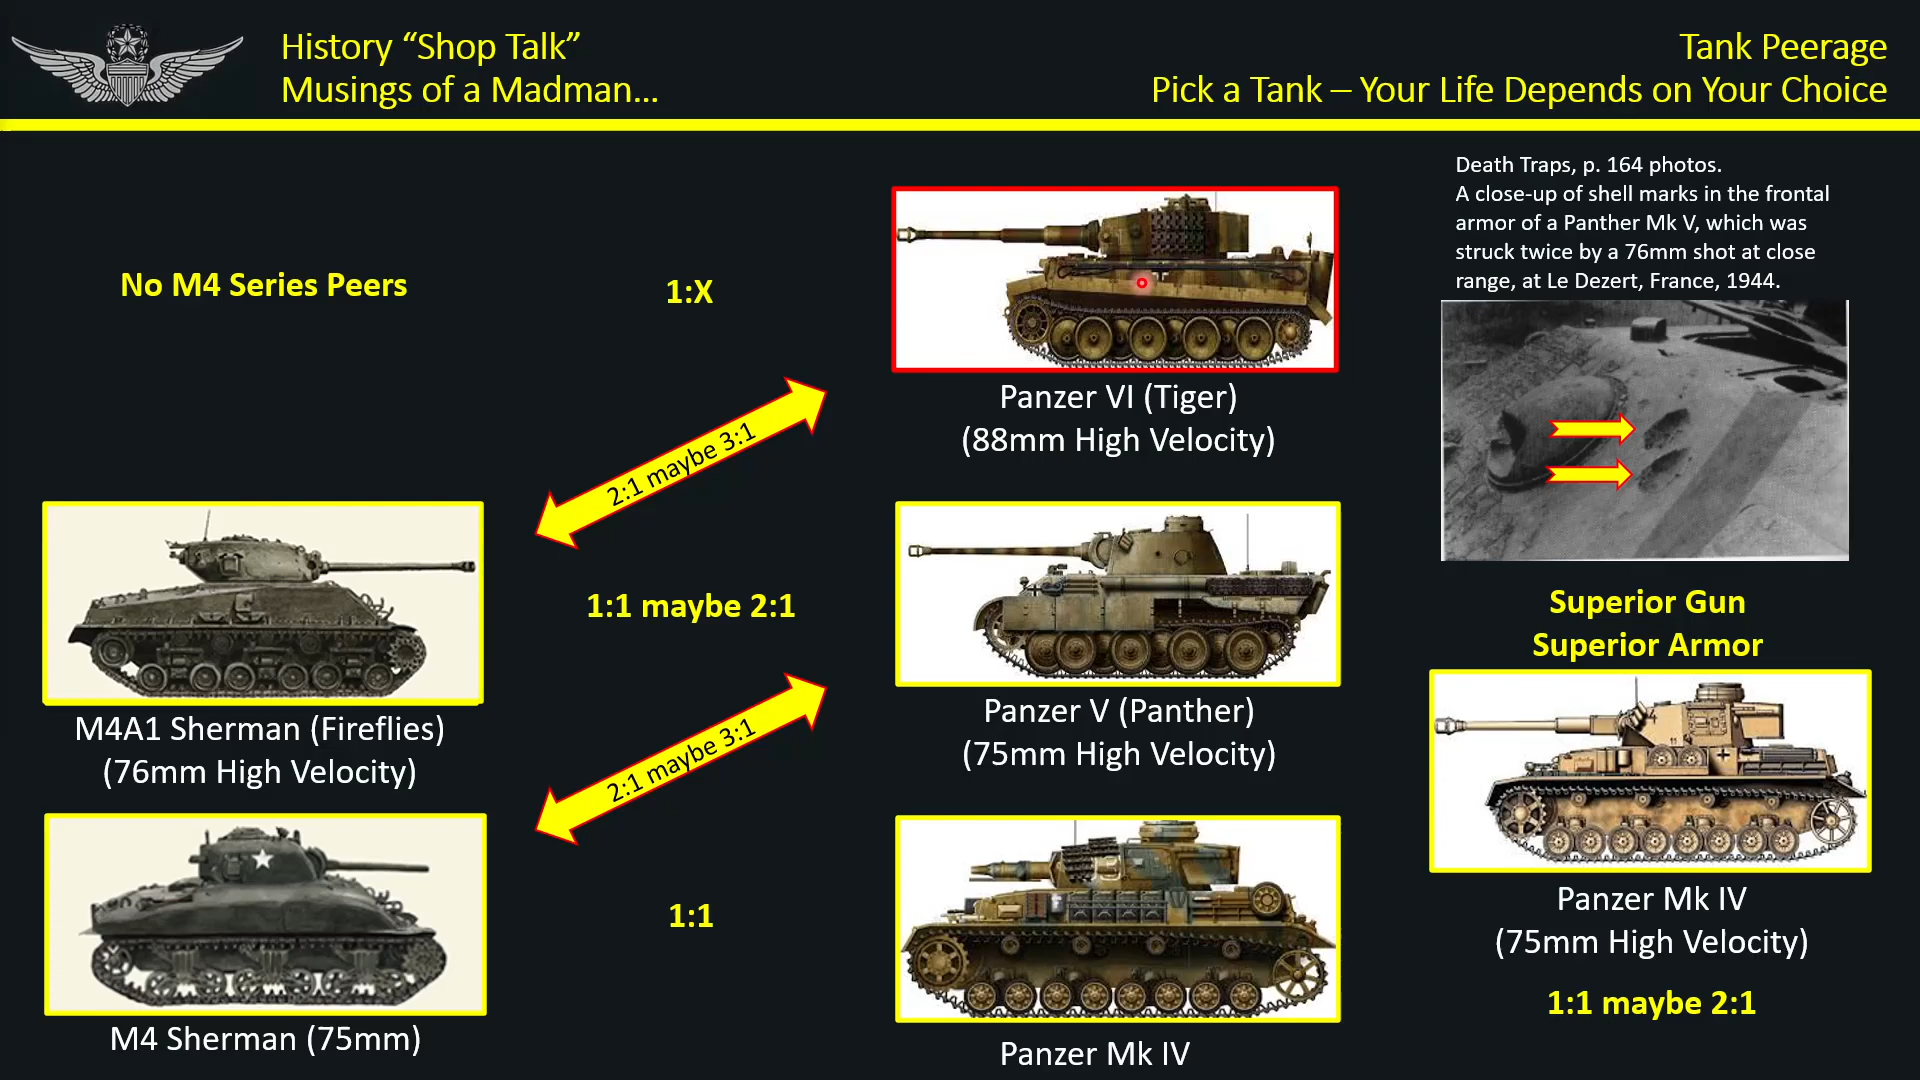 History “Shop Talk”
Musings of a Madman…
Tank Peerage
Pick a Tank – Your Life Depends on Your Choice
Death Traps, p. 164 photos.
A close-up of shell marks in the frontal
armor of a Panther Mk V, which was
struck twice by a 76mm shot at close
range, at Le Dezert, France, 1944.
No M4 Series Peers
1:X
Panzer VI (Tiger)
(88mm High Velocity)
2:1 maybe 3:1
1:1 maybe 2:1
Superior Gun
Superior Armor
M4A1 Sherman (Fireflies)
(76mm High Velocity)
Panzer V (Panther)
(75mm High Velocity)
2:1 maybe 3:1
1:1
Panzer Mk IV
(75mm High Velocity)
1:1 maybe 2:1
M4 Sherman (75mm)
Panzer Mk IV